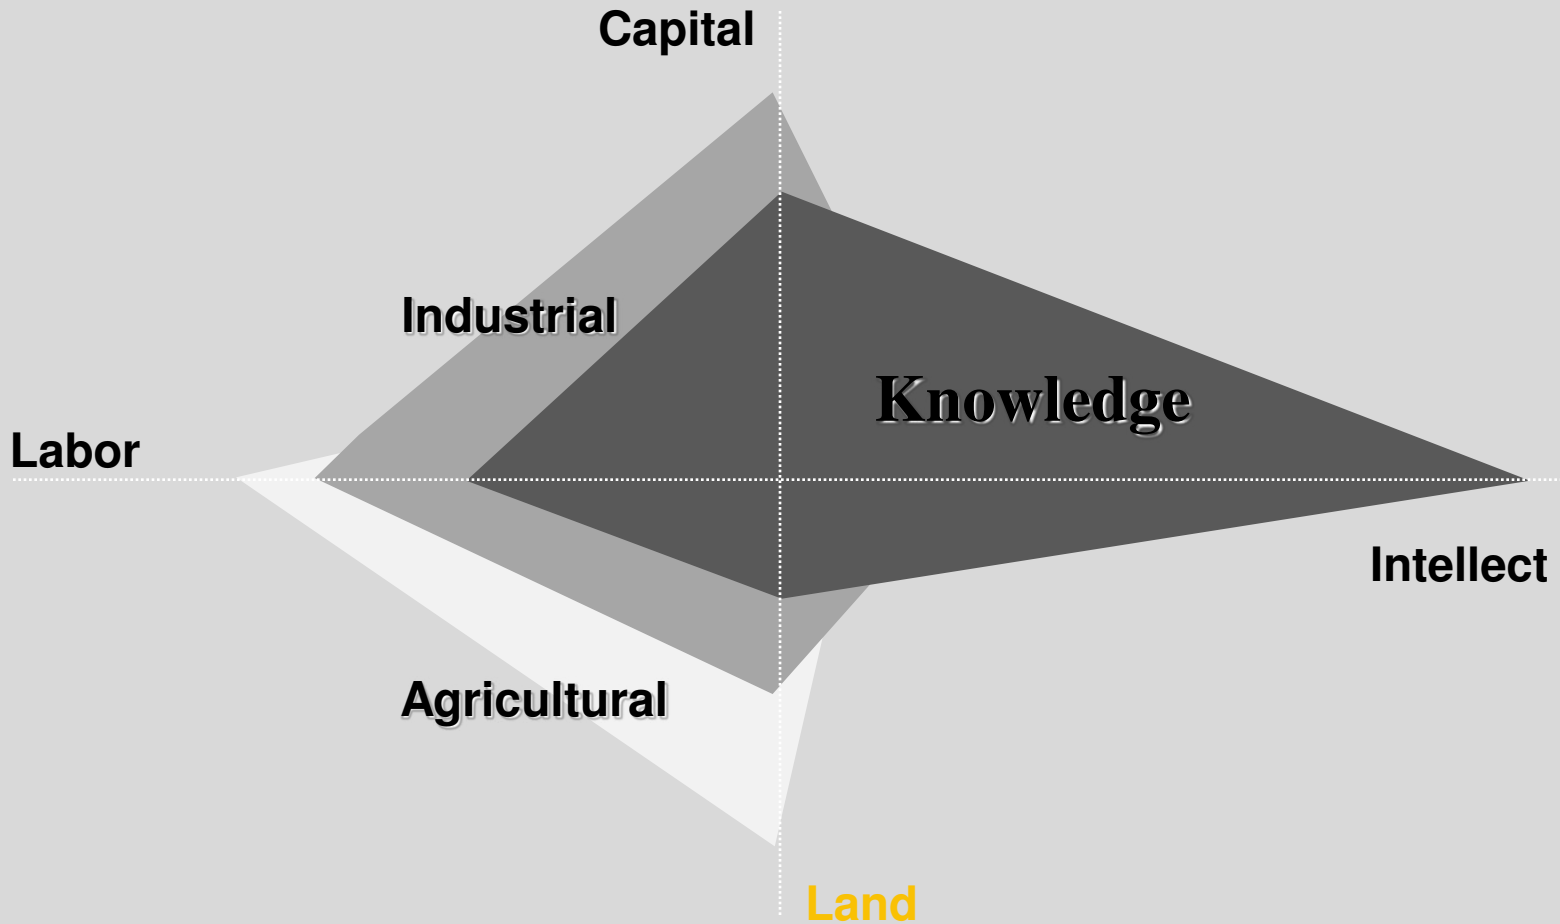 Capital
Industrial
Knowledge
Labor
Intellect
Agricultural
Land